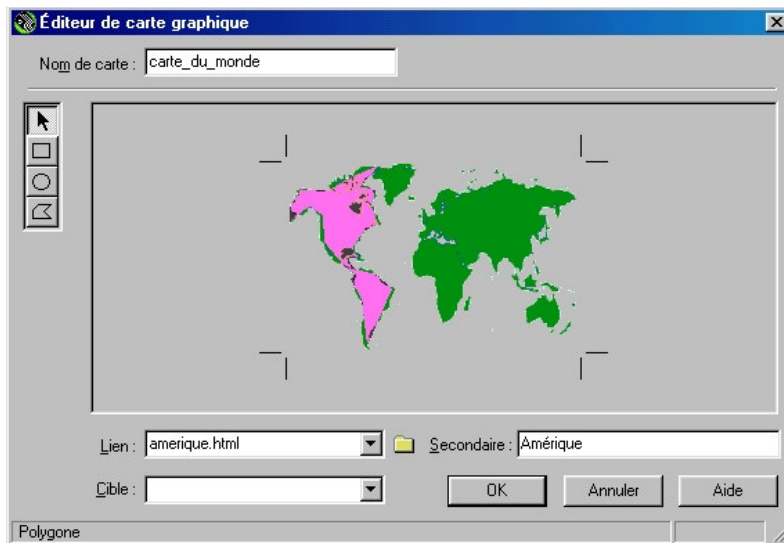 Éditeur de carte graphique
Nom de carte : carte_du_monde
Lien : amerique.html Secondaire : Amérique
Cible :
OK Annuler Aide
Polygone